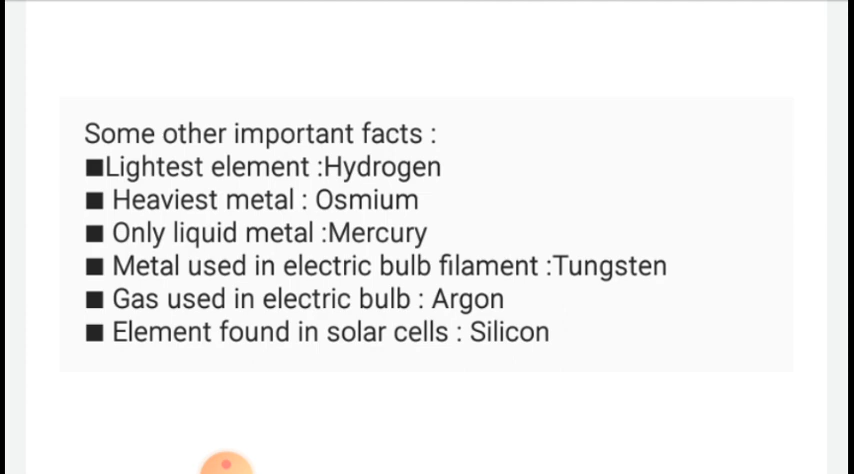 Some other important facts :
■Lightest element :Hydrogen
■ Heaviest metal : Osmium
■ Only liquid metal :Mercury
■ Metal used in electric bulb filament :Tungsten
■ Gas used in electric bulb : Argon
■ Element found in solar cells : Silicon